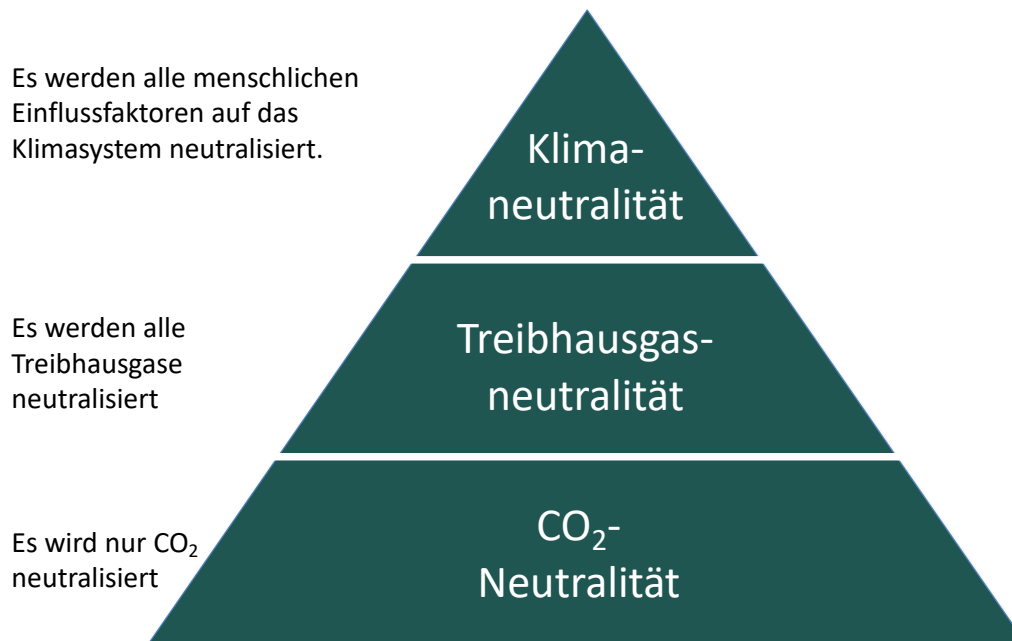 Es werden alle menschlichen
Einflussfaktoren auf das
Klimasystem neutralisiert.
Klima-
neutralität
Es werden alle
Treibhausgase
neutralisiert
Treibhausgas-
neutralität
Es wird nur CO₂
neutralisiert
CO₂-
Neutralität